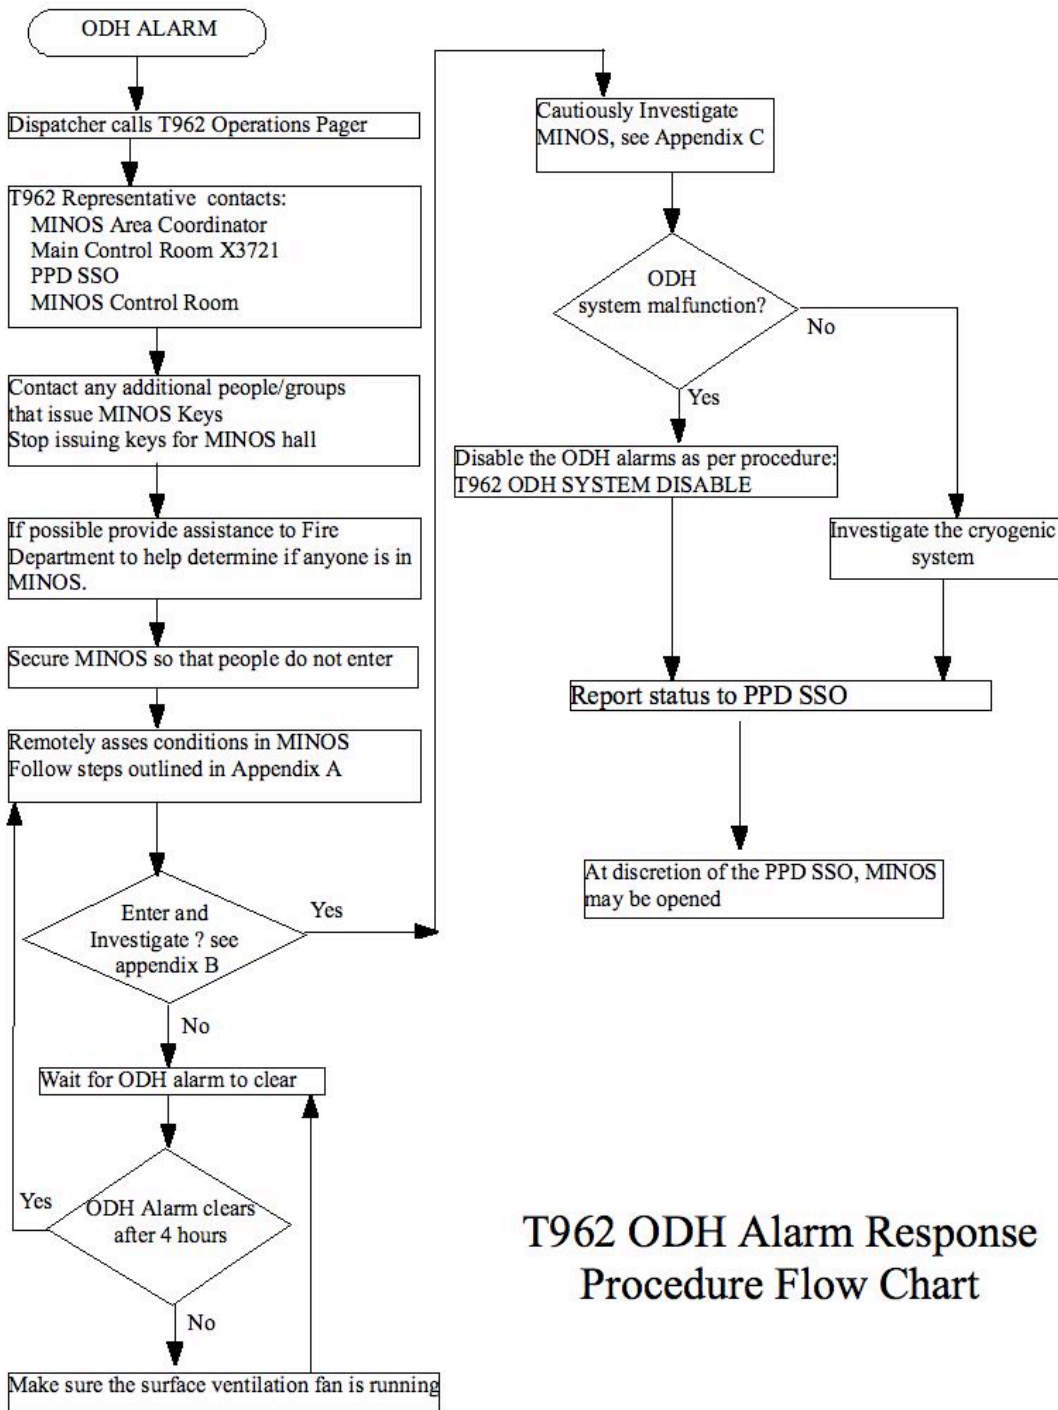 ODH ALARM
Dispatcher calls T962 Operations Pager
T962 Representative contacts:
MINOS Area Coordinator
Main Control Room X3721
PPD SSO
MINOS Control Room
Contact any additional people/groups
that issue MINOS Keys
Stop issuing keys for MINOS hall
If possible provide assistance to Fire
Department to help determine if anyone is in
MINOS.
Secure MINOS so that people do not enter
Remotely asses conditions in MINOS
Follow steps outlined in Appendix A
Enter and
Investigate ? see
appendix B
Yes
No
Wait for ODH alarm to clear
ODH Alarm clears
after 4 hours
Yes
No
Make sure the surface ventilation fan is running
Cautiously Investigate
MINOS, see Appendix C
ODH
system malfunction?
No
Yes
Disable the ODH alarms as per procedure:
T962 ODH SYSTEM DISABLE
Investigate the cryogenic
system
Report status to PPD SSO
At discretion of the PPD SSO, MINOS
may be opened
T962 ODH Alarm Response
Procedure Flow Chart